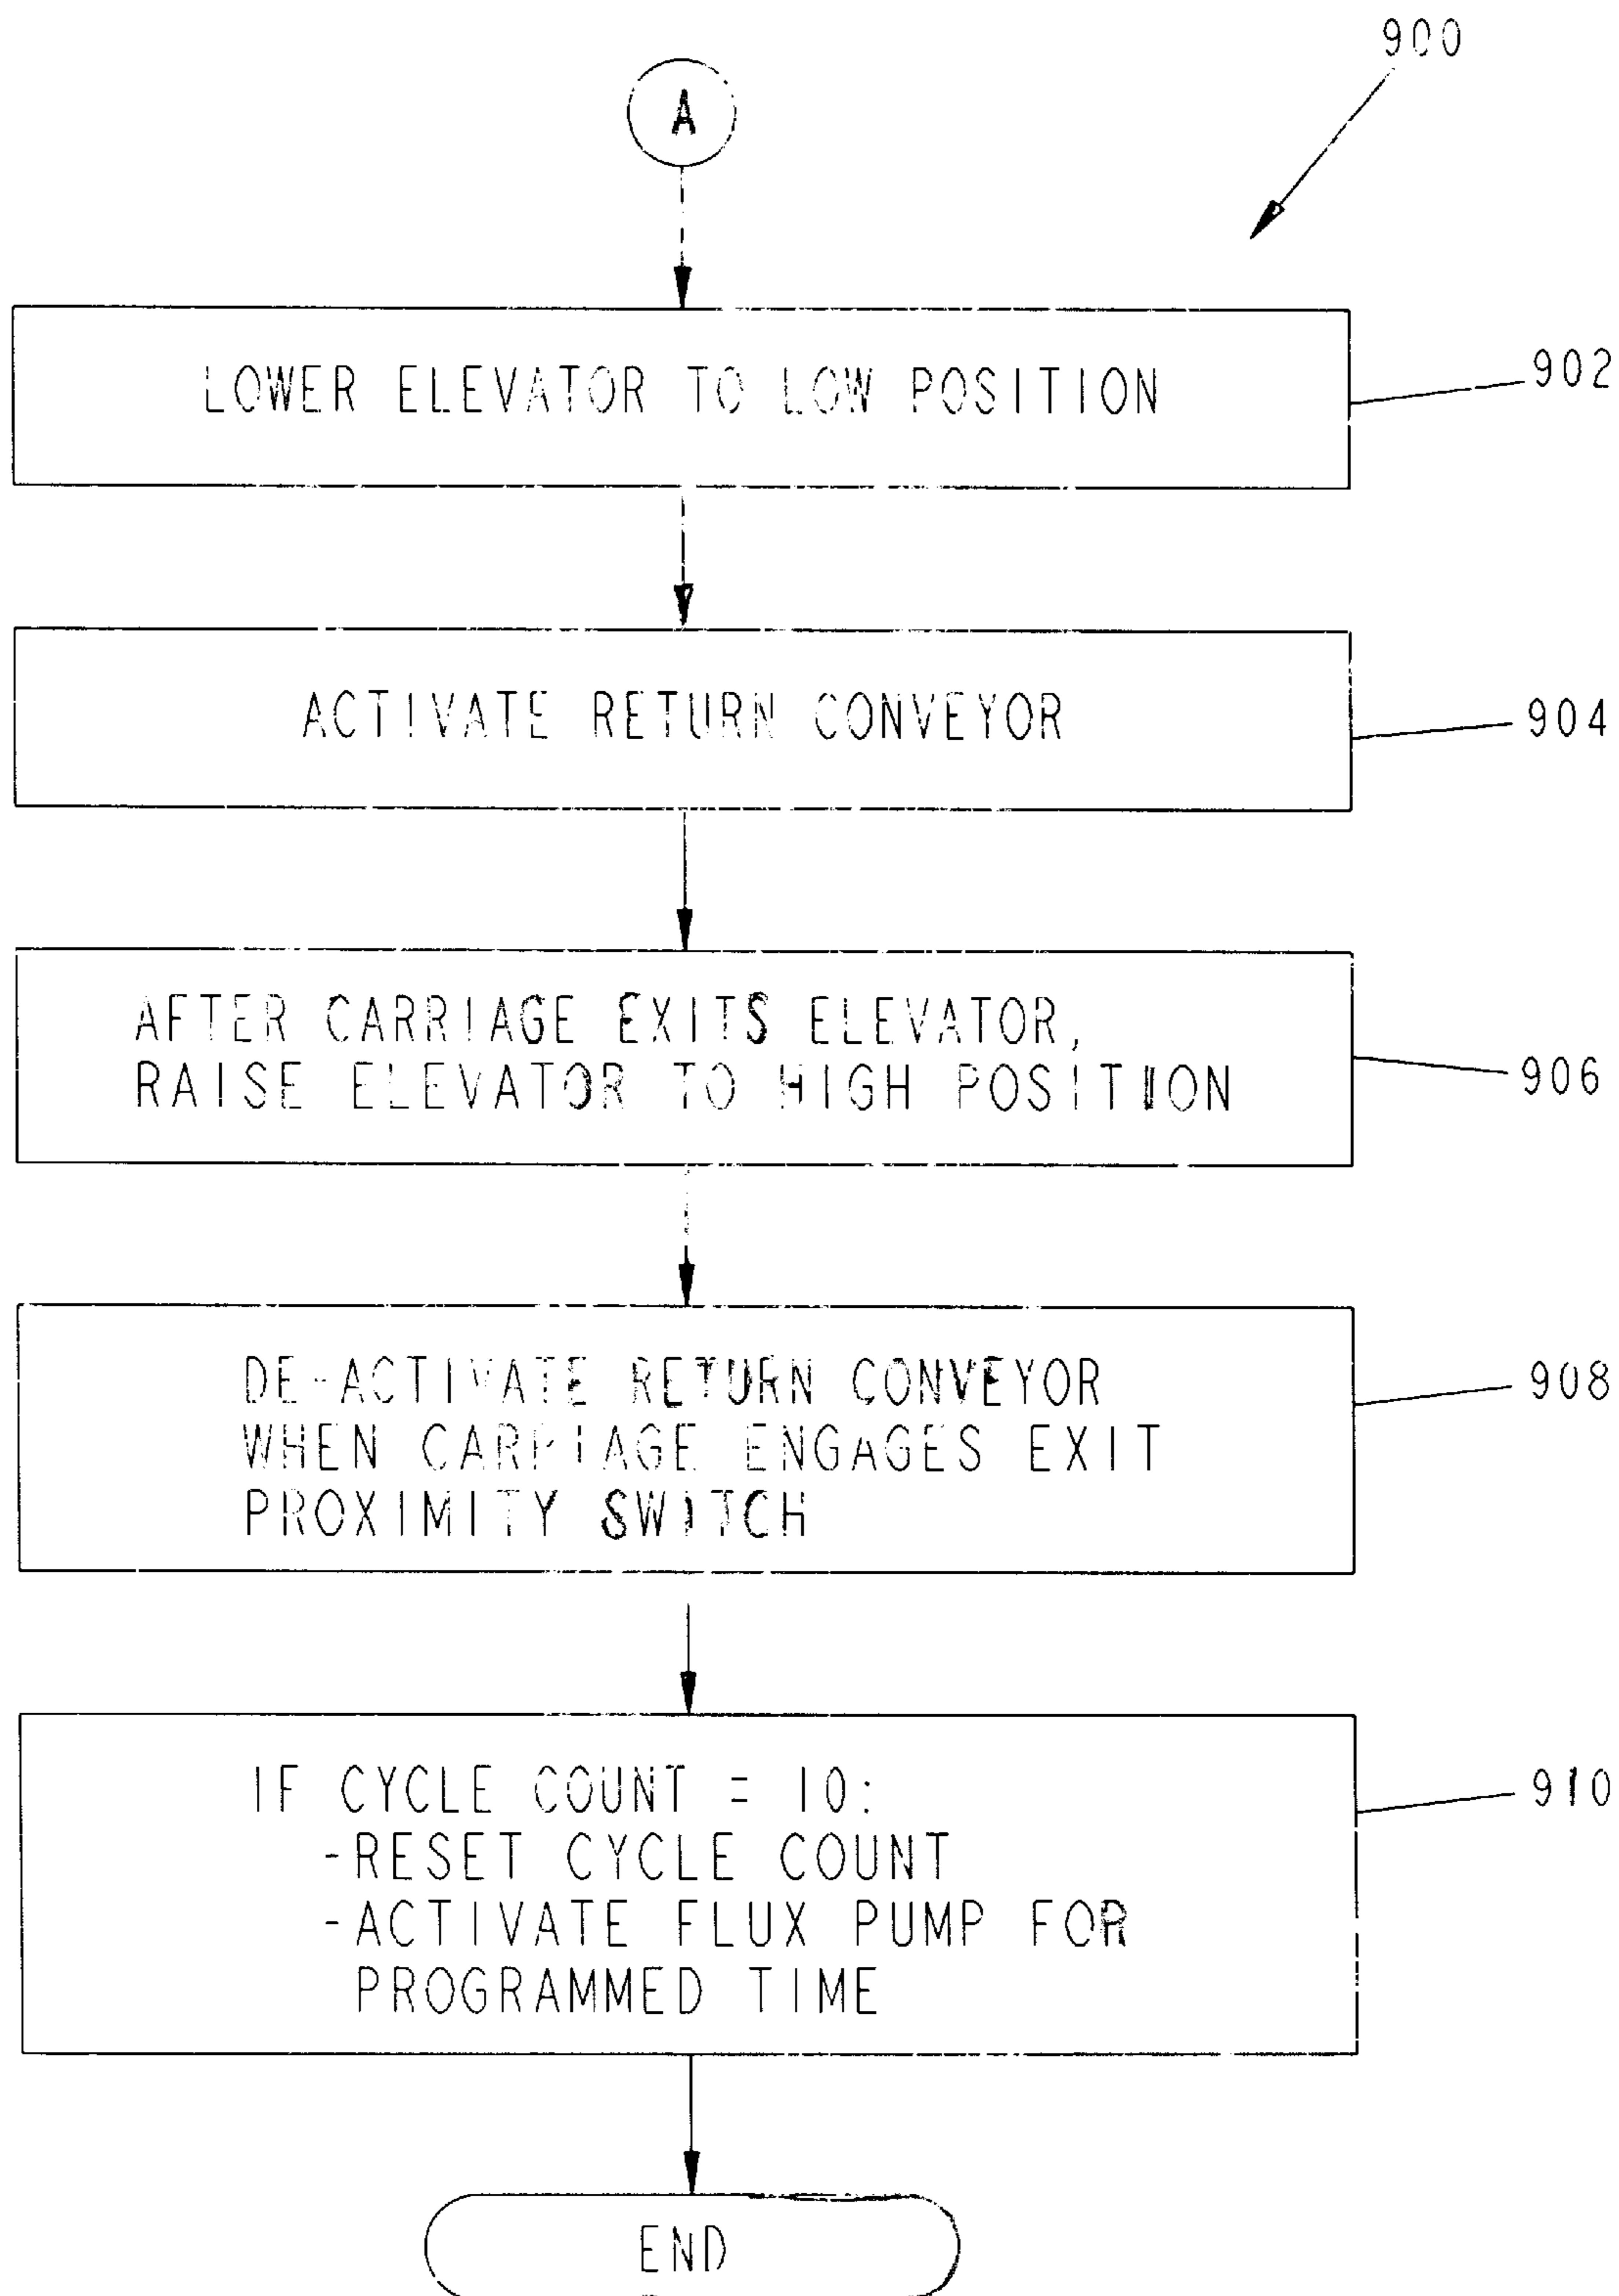 900
A
LOWER ELEVATOR TO LOW POSITION
902
ACTIVATE RETURN CONVEYOR
904
AFTER CARRIAGE EXITS ELEVATOR,
RAISE ELEVATOR TO HIGH POSITION
906
DE-ACTIVATE RETURN CONVEYOR
WHEN CARRIAGE ENGAGES EXIT
PROXIMITY SWITCH
908
IF CYCLE COUNT = 10:
-RESET CYCLE COUNT
-ACTIVATE FLUX PUMP FOR
PROGRAMMED TIME
910
END